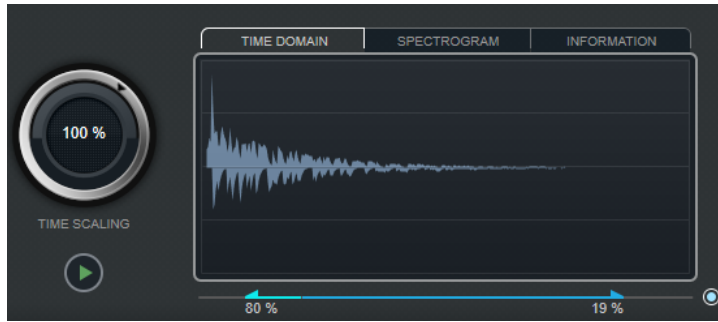 TIME DOMAIN
SPECTROGRAM
INFORMATION
100 %
TIME SCALING
80 %
19 %